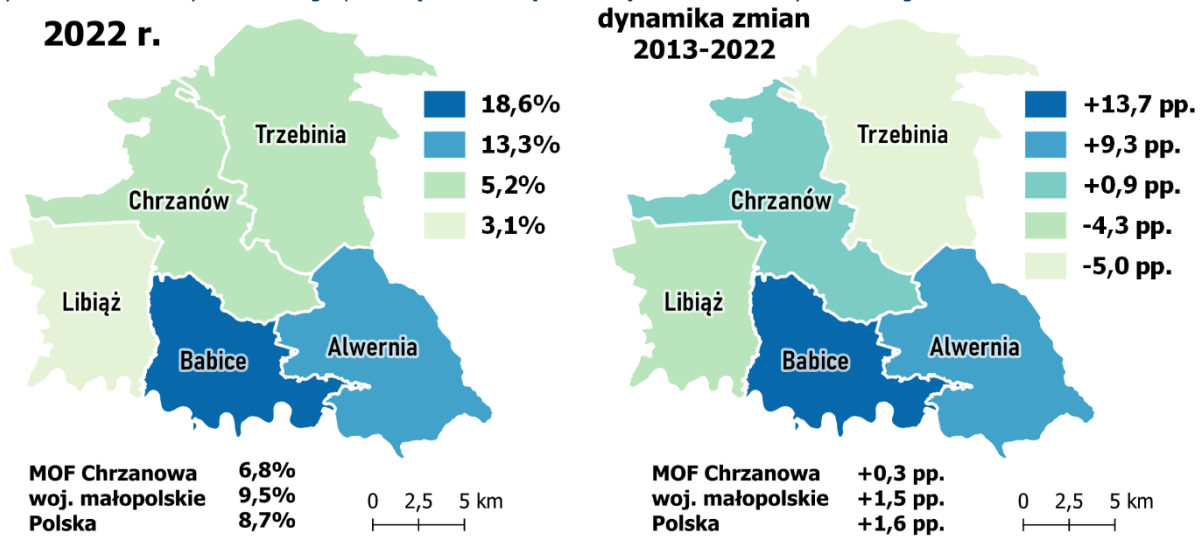 2022 r.
18,6%
13,3%
5,2%
3,1%
Trzebinia
Chrzanów
Libiąż
Babice
Alwernia
MOF Chrzanowa 6,8%
woj. małopolskie 9,5%
Polska 8,7%
0 2,5 5 km
dynamika zmian
2013-2022
+13,7 pp.
+9,3 pp.
+0,9 pp.
-4,3 pp.
-5,0 pp.
Trzebinia
Chrzanów
Libiąż
Babice
Alwernia
MOF Chrzanowa +0,3 pp.
woj. małopolskie +1,5 pp.
Polska +1,6 pp.
0 2,5 5 km